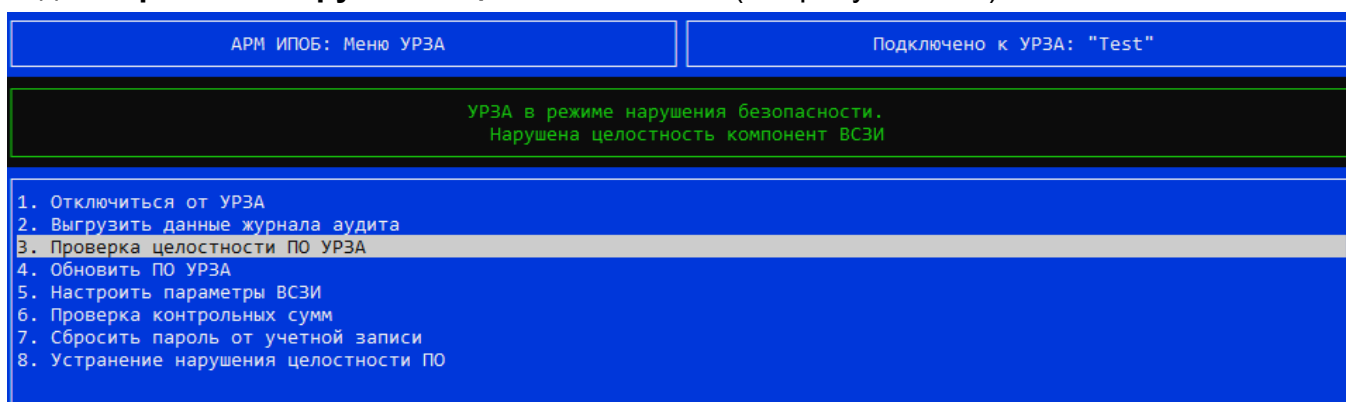 АРМ ИПОБ: Меню УРЗА
Подключено к УРЗА: "Test"
УРЗА в режиме нарушения безопасности.
Нарушена целостность компонент ВСЗИ
1. Отключиться от УРЗА
2. Выгрузить данные журнала аудита
3. Проверка целостности ПО УРЗА
4. Обновить ПО УРЗА
5. Настроить параметры ВСЗИ
6. Проверка контрольных сумм
7. Сбросить пароль от учетной записи
8. Устранение нарушения целостности ПО